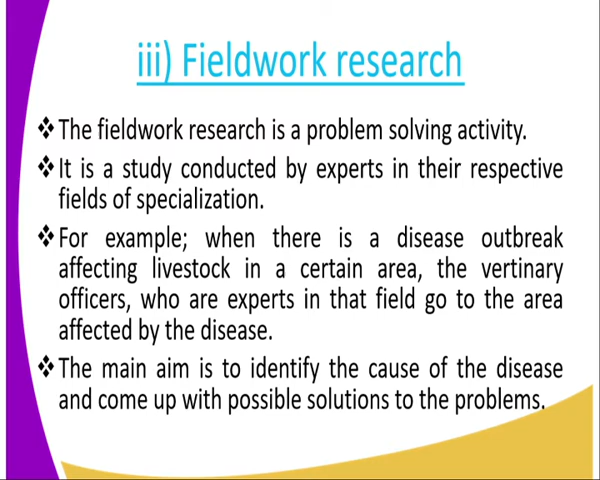 iii) Fieldwork research
❖ The fieldwork research is a problem solving activity.
❖ It is a study conducted by experts in their respective
fields of specialization.
❖ For example; when there is a disease outbreak
affecting livestock in a certain area, the vertinary
officers, who are experts in that field go to the area
affected by the disease.
❖ The main aim is to identify the cause of the disease
and come up with possible solutions to the problems.